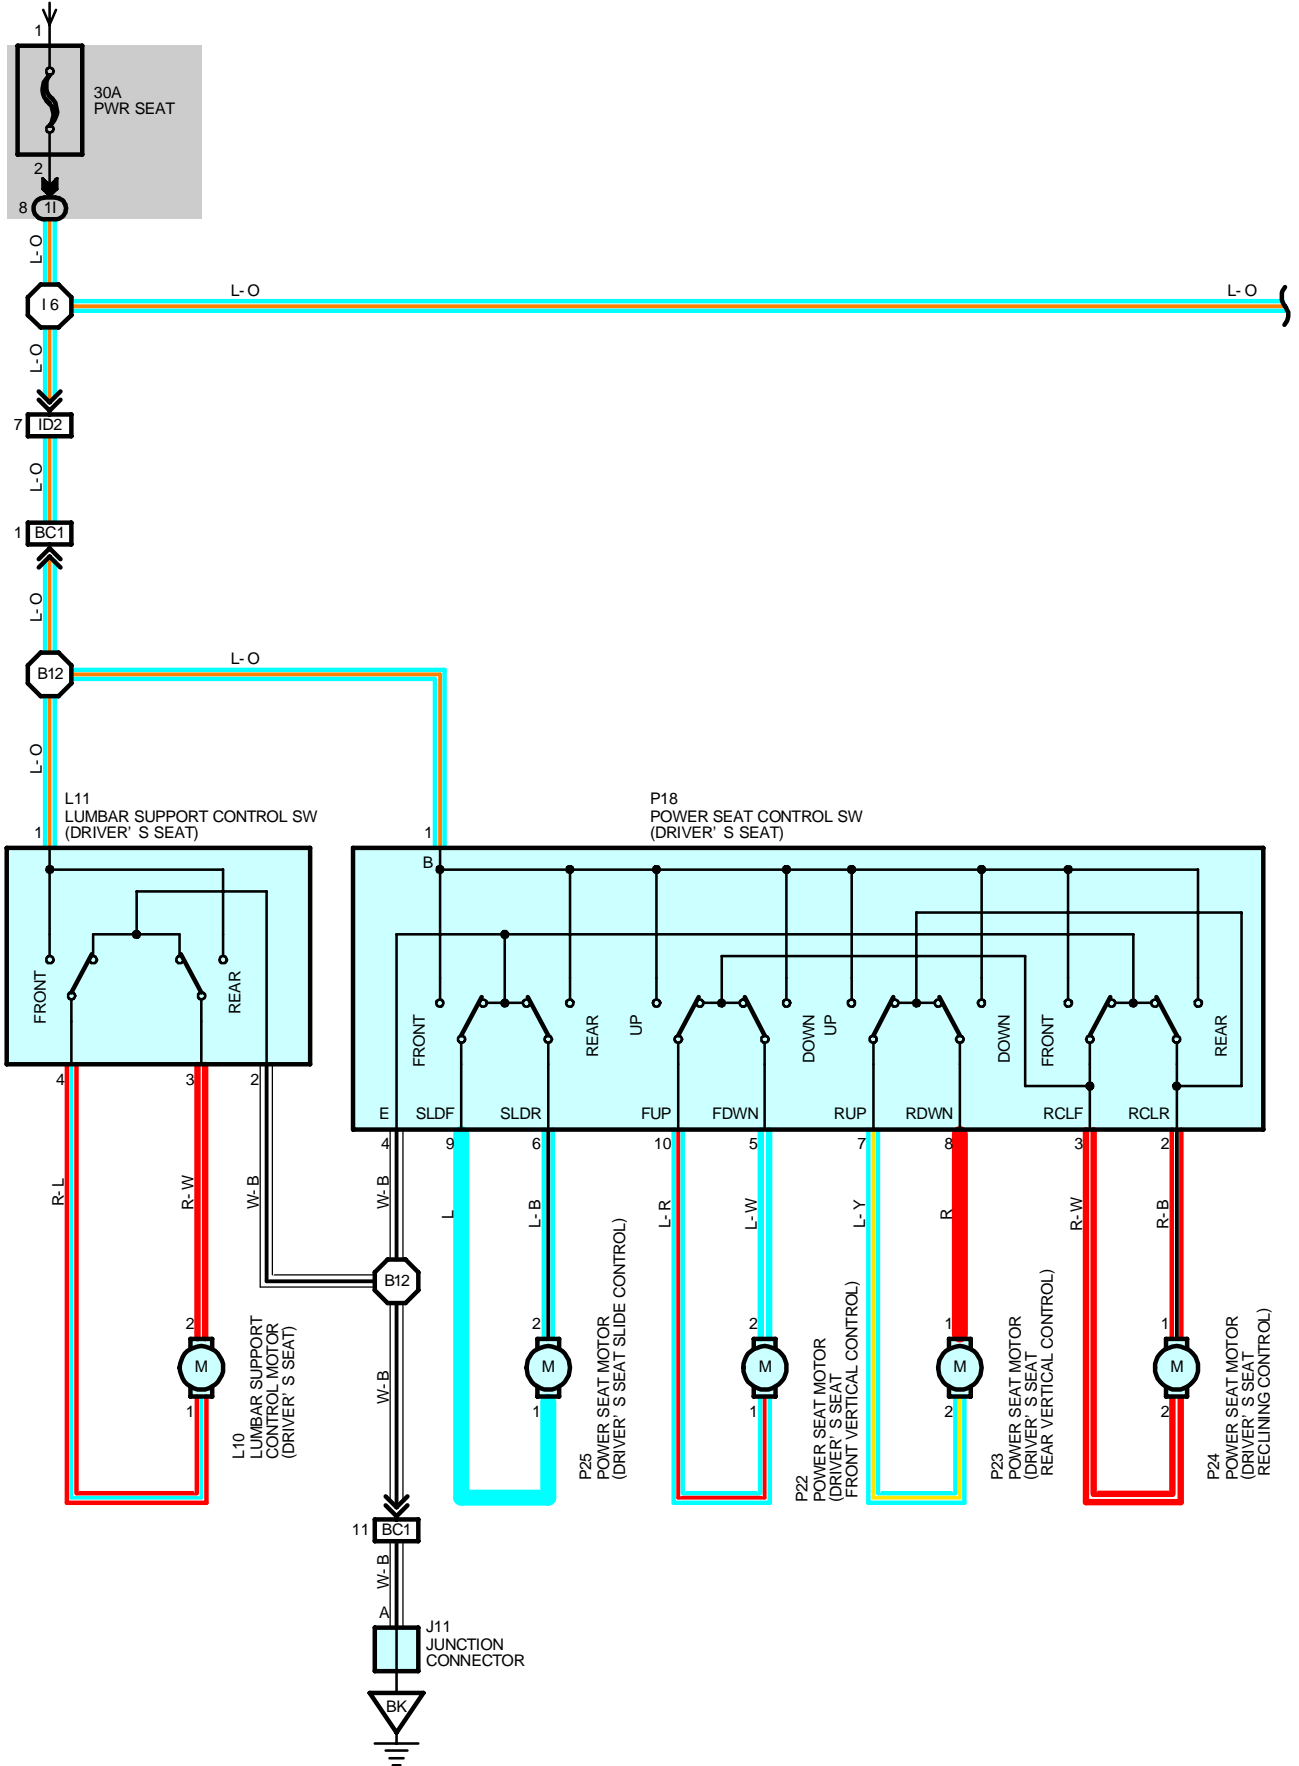 1
30A
PWR SEAT
2
8 1I
L- O
L- O
L- O
I 6
L- O
7 ID2
L- O
1 BC1
L- O
L- O
B12
L- O
L11
LUMBAR SUPPORT CONTROL SW
(DRIVER' S SEAT)
1
P18
POWER SEAT CONTROL SW
(DRIVER' S SEAT)
1
B
FRONT
REAR
FRONT
REAR
UP
DOWN
UP
DOWN
FRONT
REAR
E SLDF SLDR FUP FDWN RUP RDWN RCLF RCLR
4 3 2
4 9 6 10 5 7 8 3 2
R- L
R- W
W- B
W- B
L
L- B
L- R
L- W
L- Y
R
R- W
R- B
B12
2 2 2 1 1
M M M M M
1 1 1 2 2
L10
LUMBAR SUPPORT
CONTROL MOTOR
(DRIVER' S SEAT)
W- B
P25
POWER SEAT MOTOR
(DRIVER' S SEAT SLIDE CONTROL)
P22
POWER SEAT MOTOR
(DRIVER' S SEAT
FRONT VERTICAL CONTROL)
P23
POWER SEAT MOTOR
(DRIVER' S SEAT
REAR VERTICAL CONTROL)
P24
POWER SEAT MOTOR
(DRIVER' S SEAT
RECLINING CONTROL)
11 BC1
W- B
A
J11
JUNCTION
CONNECTOR
BK